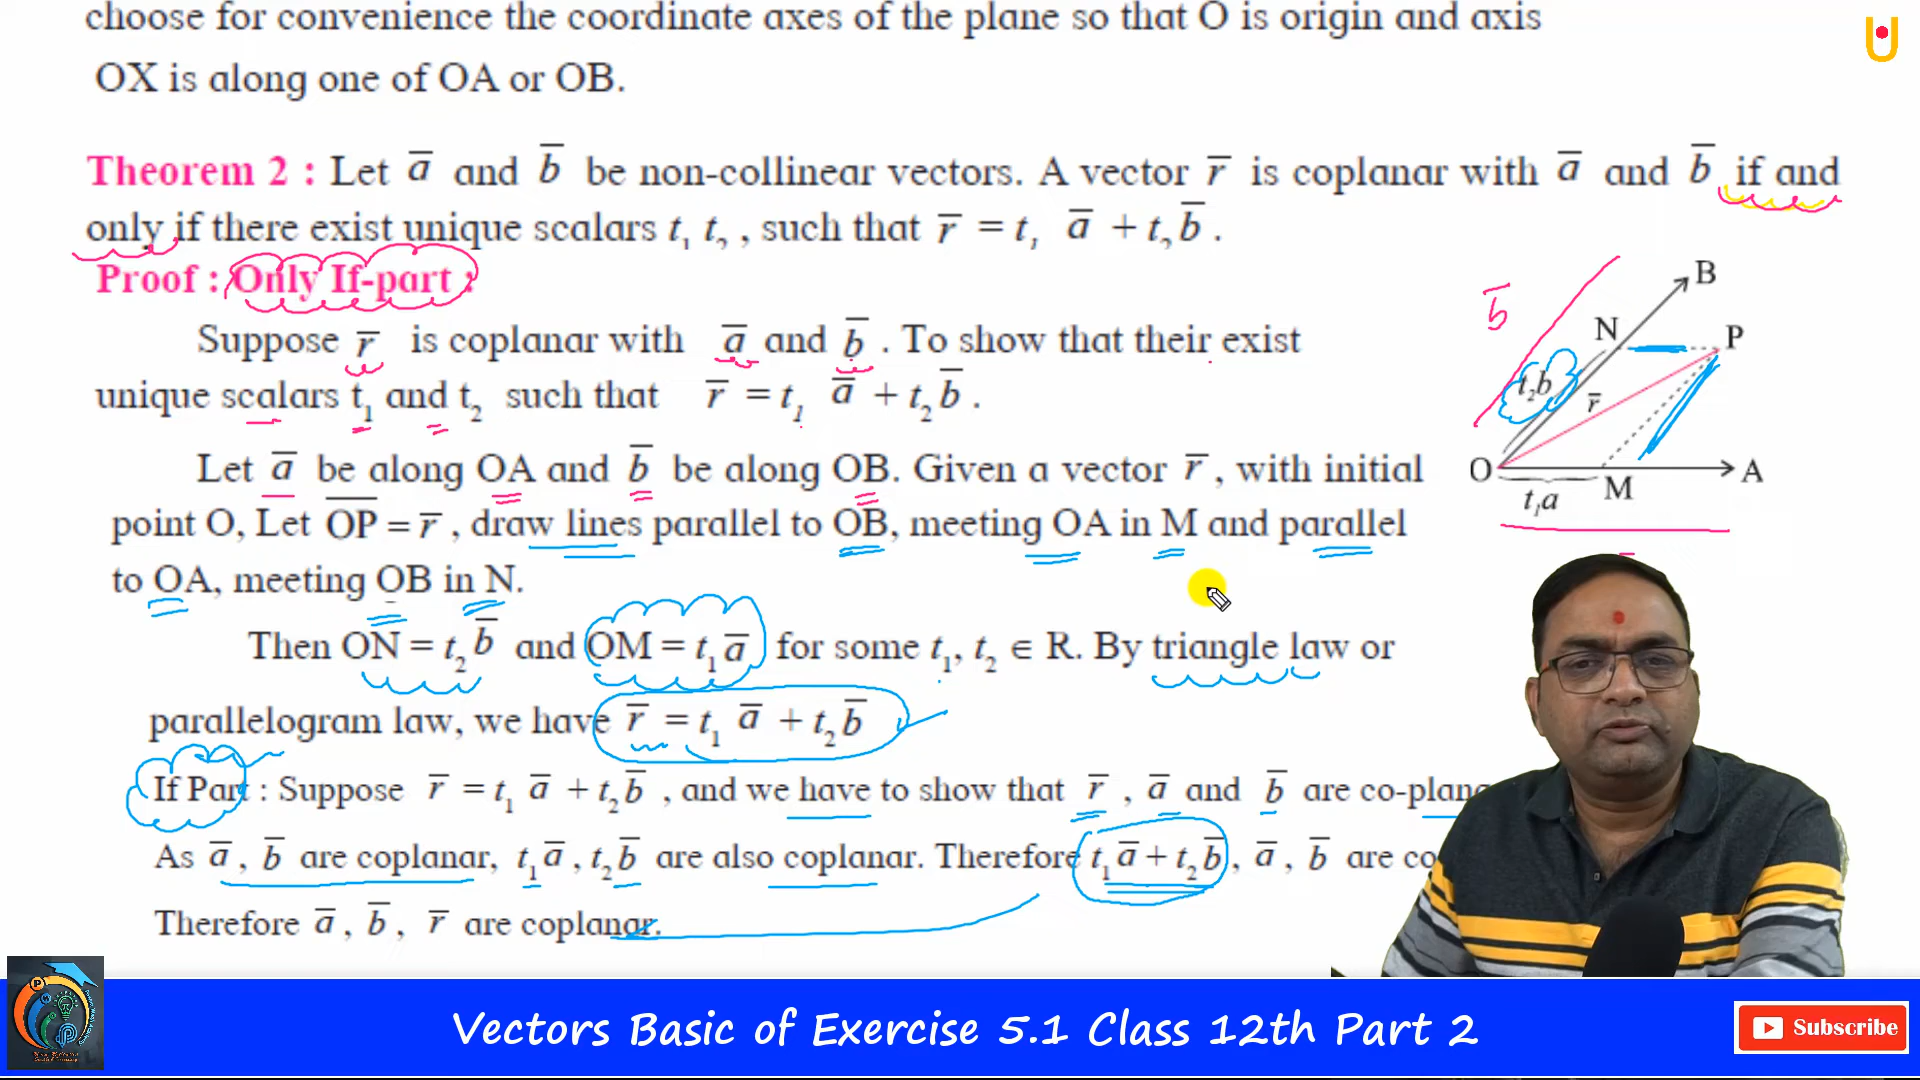 choose for convenience the coordinate axes of the plane so that O is origin and axis
OX is along one of OA or OB.
Theorem 2 : Let a̅ and b̅ be non-collinear vectors. A vector r̅ is coplanar with a̅ and b̅ if and
only if there exist unique scalars t₁ t₂ , such that r̅ = t₁ a̅ + t₂ b̅ .
Proof : Only If-part :
Suppose r̅ is coplanar with a̅ and b̅ . To show that their exist
unique scalars t₁ and t₂ such that r̅ = t₁ a̅ + t₂ b̅ .
Let a̅ be along OA and b̅ be along OB. Given a vector r̅ , with initial
point O, Let O̅P̅ = r̅ , draw lines parallel to OB, meeting OA in M and parallel
to OA, meeting OB in N.
Then ON = t₂ b̅ and OM = t₁ a̅ for some t₁, t₂ ∈ R. By triangle law or
parallelogram law, we have r̅ = t₁ a̅ + t₂ b̅
If Part : Suppose r̅ = t₁ a̅ + t₂ b̅ , and we have to show that r̅ , a̅ and b̅ are co-plana
As a̅ , b̅ are coplanar, t₁ a̅ , t₂ b̅ are also coplanar. Therefore t₁ a̅ + t₂ b̅ , a̅ , b̅ are co
Therefore a̅ , b̅ , r̅ are coplanar.
B
b̅
N
P
t₂b
r̅
O
M
A
t₁a
Vectors Basic of Exercise 5.1 Class 12th Part 2
Subscribe